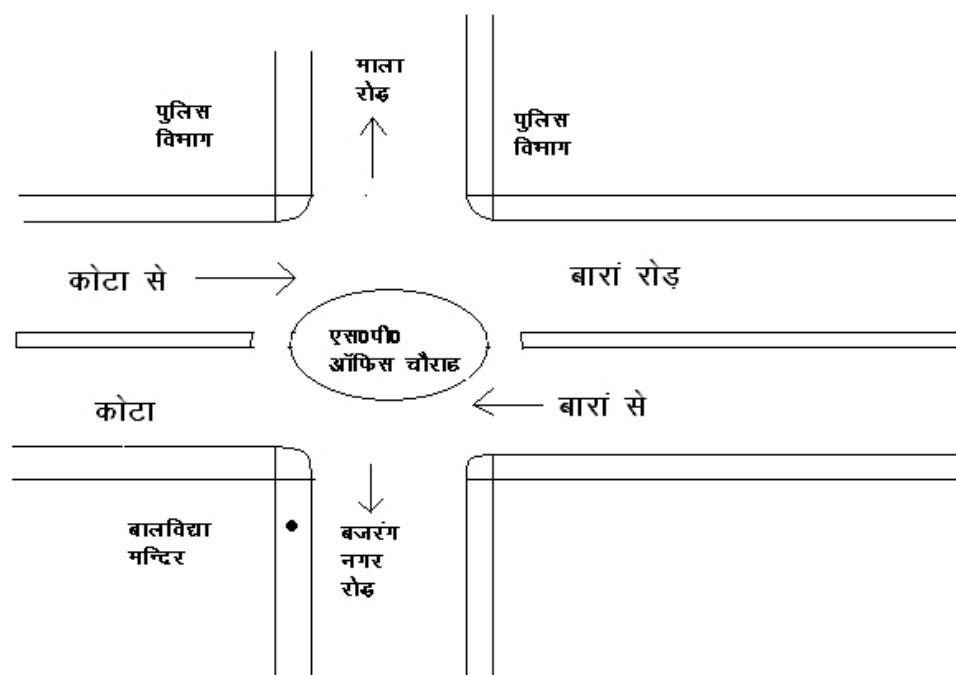 माला
रोड़
पुलिस
विभाग
पुलिस
विभाग
कोटा से
बारां रोड़
एस0पी0
ऑफिस चौराह
कोटा
बारां से
बालविद्या
मन्दिर
बजरंग
नगर
रोड़